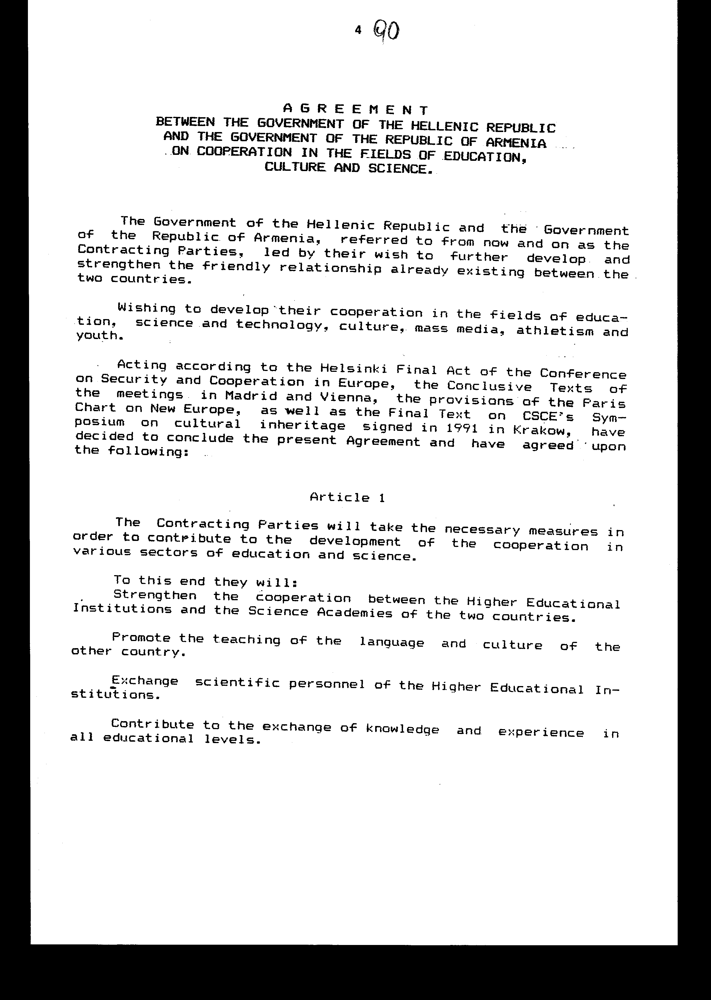 4 90
A G R E E M E N T
BETWEEN THE GOVERNMENT OF THE HELLENIC REPUBLIC
AND THE GOVERNMENT OF THE REPUBLIC OF ARMENIA
ON COOPERATION IN THE FIELDS OF EDUCATION,
CULTURE AND SCIENCE.
The Government of the Hellenic Republic and the Government
of the Republic of Armenia, referred to from now and on as the
Contracting Parties, led by their wish to further develop and
strengthen the friendly relationship already existing between the
two countries.
Wishing to develop their cooperation in the fields of educa-
tion, science and technology, culture, mass media, athletism and
youth.
Acting according to the Helsinki Final Act of the Conference
on Security and Cooperation in Europe, the Conclusive Texts of
the meetings in Madrid and Vienna, the provisions of the Paris
Chart on New Europe, as well as the Final Text on CSCE's Sym-
posium on cultural inheritage signed in 1991 in Krakow, have
decided to conclude the present Agreement and have agreed upon
the following:
Article 1
The Contracting Parties will take the necessary measures in
order to contribute to the development of the cooperation in
various sectors of education and science.
To this end they will:
Strengthen the cooperation between the Higher Educational
Institutions and the Science Academies of the two countries.
Promote the teaching of the language and culture of the
other country.
Exchange scientific personnel of the Higher Educational In-
stitutions.
Contribute to the exchange of knowledge and experience in
all educational levels.